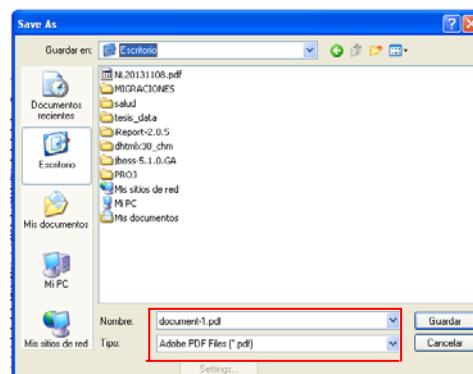 Save As
Guardar en:
Escritorio
NL20131108.pdf
MIGRACIONES
salud
tesis_data
iReport-2.0.5
dhtmlx30_chm
jboss-5.1.0.GA
PRO3
Mis sitios de red
Mi PC
Mis documentos
Documentos
recientes
Escritorio
Mis documentos
Mi PC
Mis sitios de red
Nombre:
document-1.pdf
Guardar
Tipo:
Adobe PDF Files (*.pdf)
Cancelar
Settings...